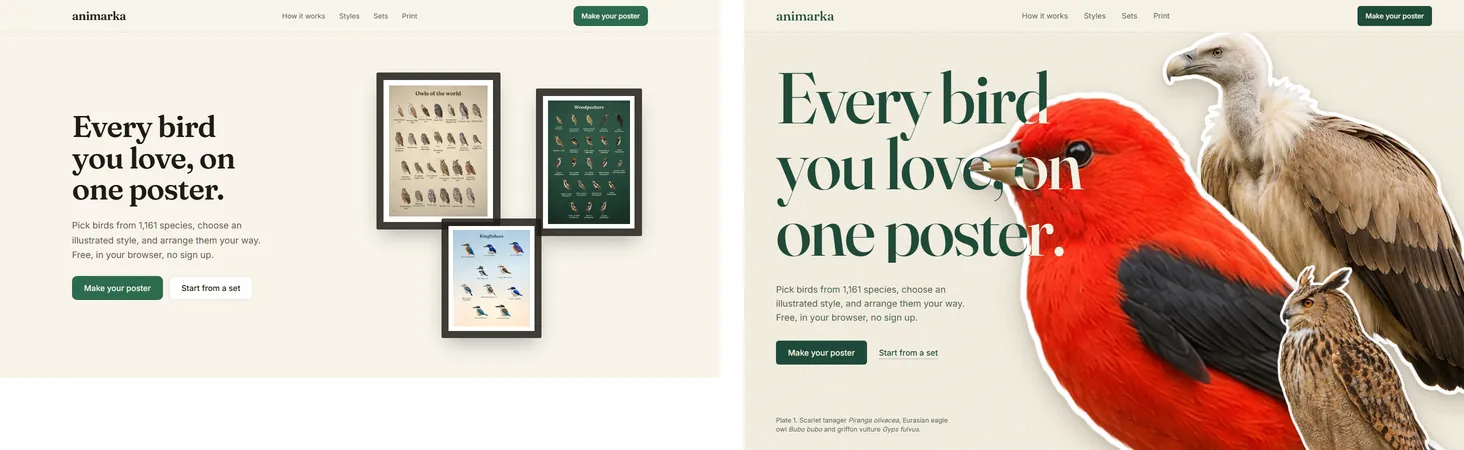 animarka
How it works
Styles
Sets
Print
Make your poster
Every bird
you love, on
one poster.
Pick birds from 1,161 species, choose an
illustrated style, and arrange them your way.
Free, in your browser, no sign up.
Make your poster
Start from a set
Owls of the world
Woodpeckers
Kingfishers
animarka
How it works
Styles
Sets
Print
Make your poster
Every bird
you love, on
one poster.
Pick birds from 1,161 species, choose an
illustrated style, and arrange them your way.
Free, in your browser, no sign up.
Make your poster
Start from a set
Plate 1. Scarlet tanager Piranga olivacea, Eurasian eagle
owl Bubo bubo and griffon vulture Gyps fulvus.